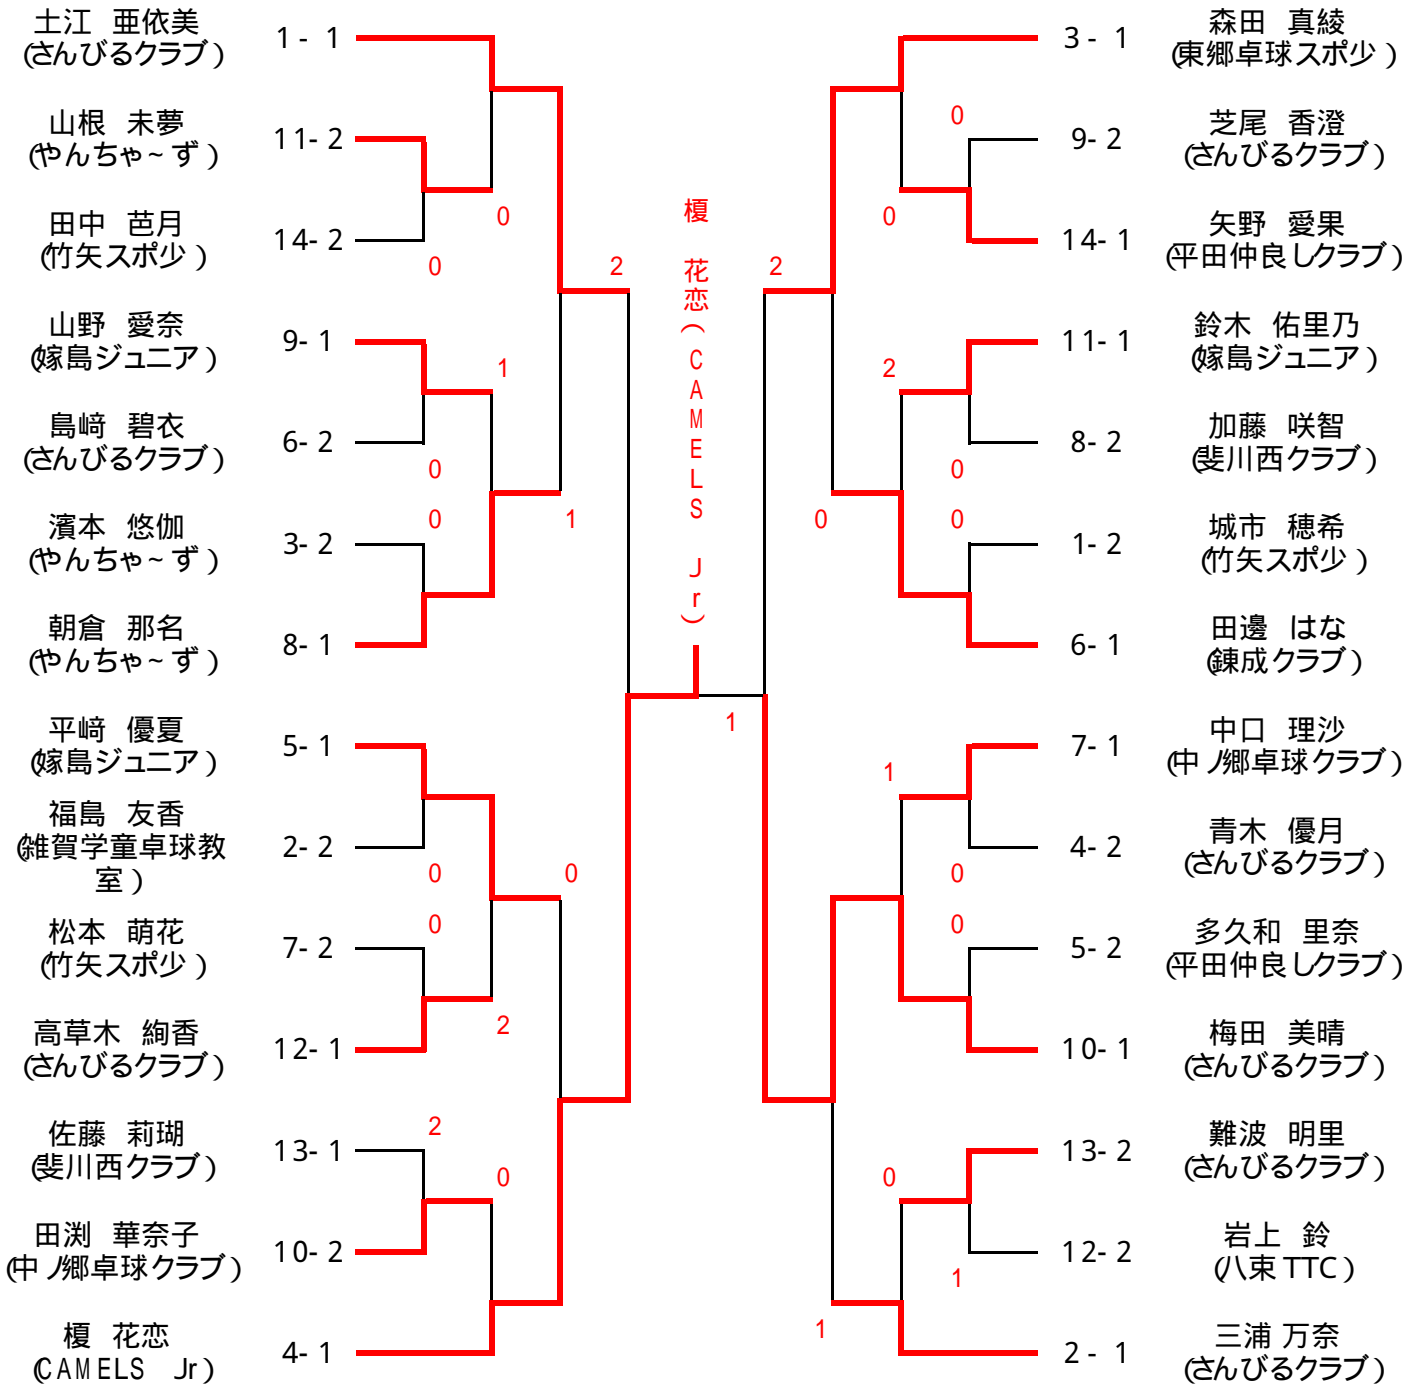 土江 亜依美
(さんびるクラブ)
1-1
山根 未夢
(やんちゃ~ず)
11-2
0
田中 芭月
(竹矢スポ少)
14-2
0
2
山野 愛奈
(嫁島ジュニア)
9-1
1
島﨑 碧衣
(さんびるクラブ)
6-2
0
濱本 悠伽
(やんちゃ~ず)
3-2
0
1
朝倉 那名
(やんちゃ~ず)
8-1
平﨑 優夏
(嫁島ジュニア)
5-1
福島 友香
(雑賀学童卓球教
室)
2-2
0
0
松本 萌花
(竹矢スポ少)
7-2
0
高草木 絢香
(さんびるクラブ)
12-1
2
佐藤 莉瑚
(斐川西クラブ)
13-1
2
0
田渕 華奈子
(中ノ郷卓球クラブ)
10-2
榎 花恋
(CAMELS Jr)
4-1
榎 花恋(CAMELS Jr)
1
森田 真綾
(東郷卓球スポ少)
3-1
0
芝尾 香澄
(さんびるクラブ)
9-2
0
矢野 愛果
(平田仲良しクラブ)
14-1
2
鈴木 佑里乃
(嫁島ジュニア)
11-1
2
加藤 咲智
(斐川西クラブ)
8-2
0
城市 穂希
(竹矢スポ少)
1-2
0
0
田邊 はな
(錬成クラブ)
6-1
中口 理沙
(中ノ郷卓球クラブ)
7-1
1
青木 優月
(さんびるクラブ)
4-2
0
多久和 里奈
(平田仲良しクラブ)
5-2
0
梅田 美晴
(さんびるクラブ)
10-1
難波 明里
(さんびるクラブ)
13-2
0
岩上 鈴
(八束TTC)
12-2
1
1
三浦 万奈
(さんびるクラブ)
2-1